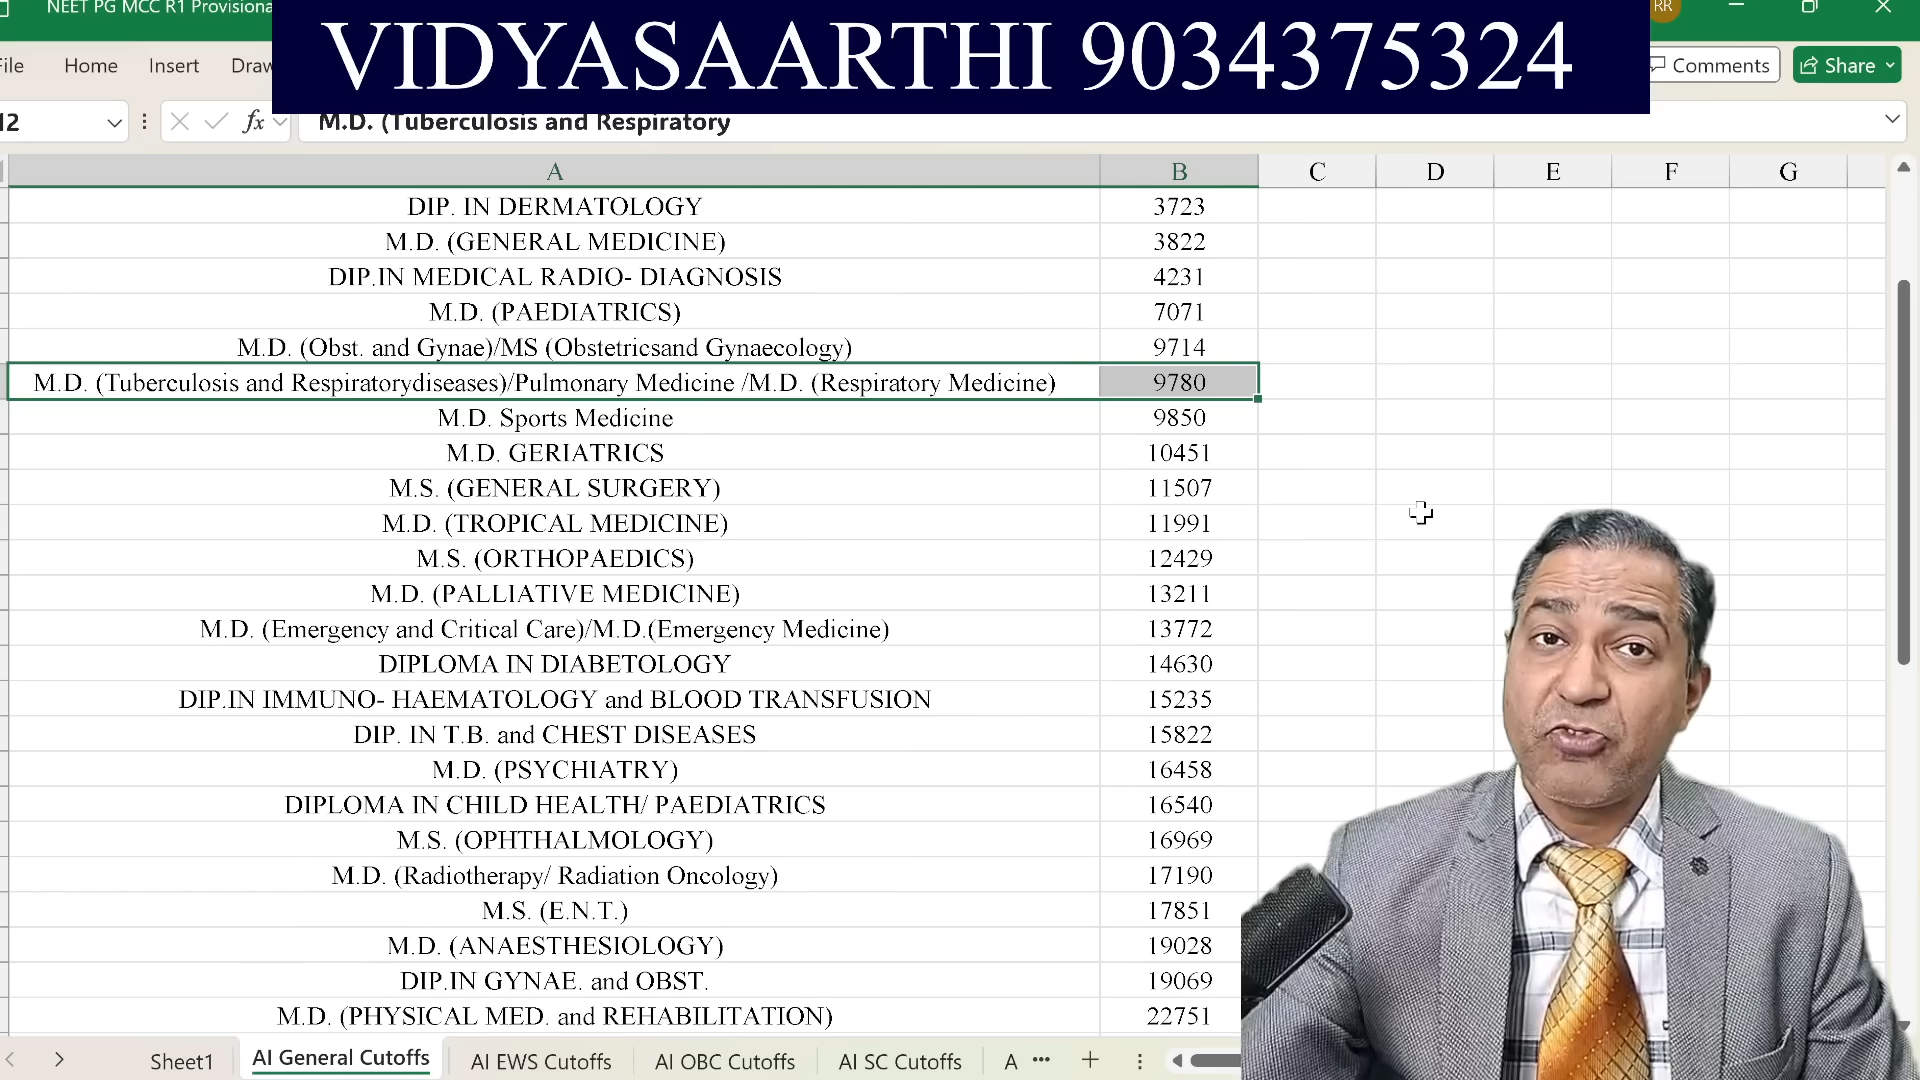 NEET PG MCC R1 Provisiona
VIDYASAARTHI 9034375324
RR
File
Home
Insert
Draw
Comments
Share
12
fx
M.D. (Tuberculosis and Respiratory
A B C D E F G
DIP. IN DERMATOLOGY 3723
M.D. (GENERAL MEDICINE) 3822
DIP.IN MEDICAL RADIO- DIAGNOSIS 4231
M.D. (PAEDIATRICS) 7071
M.D. (Obst. and Gynae)/MS (Obstetricsand Gynaecology) 9714
M.D. (Tuberculosis and Respiratorydiseases)/Pulmonary Medicine /M.D. (Respiratory Medicine) 9780
M.D. Sports Medicine 9850
M.D. GERIATRICS 10451
M.S. (GENERAL SURGERY) 11507
M.D. (TROPICAL MEDICINE) 11991
M.S. (ORTHOPAEDICS) 12429
M.D. (PALLIATIVE MEDICINE) 13211
M.D. (Emergency and Critical Care)/M.D.(Emergency Medicine) 13772
DIPLOMA IN DIABETOLOGY 14630
DIP.IN IMMUNO- HAEMATOLOGY and BLOOD TRANSFUSION 15235
DIP. IN T.B. and CHEST DISEASES 15822
M.D. (PSYCHIATRY) 16458
DIPLOMA IN CHILD HEALTH/ PAEDIATRICS 16540
M.S. (OPHTHALMOLOGY) 16969
M.D. (Radiotherapy/ Radiation Oncology) 17190
M.S. (E.N.T.) 17851
M.D. (ANAESTHESIOLOGY) 19028
DIP.IN GYNAE. and OBST. 19069
M.D. (PHYSICAL MED. and REHABILITATION) 22751
Sheet1
AI General Cutoffs
AI EWS Cutoffs
AI OBC Cutoffs
AI SC Cutoffs
A